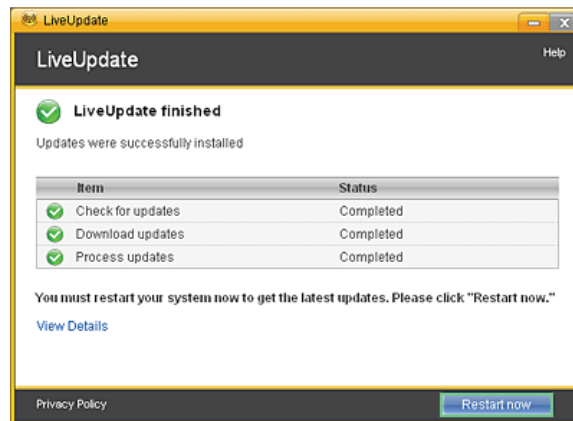 LiveUpdate
LiveUpdate
Help
LiveUpdate finished
Updates were successfully installed
Item Status
Check for updates Completed
Download updates Completed
Process updates Completed
You must restart your system now to get the latest updates. Please click "Restart now."
View Details
Privacy Policy Restart now